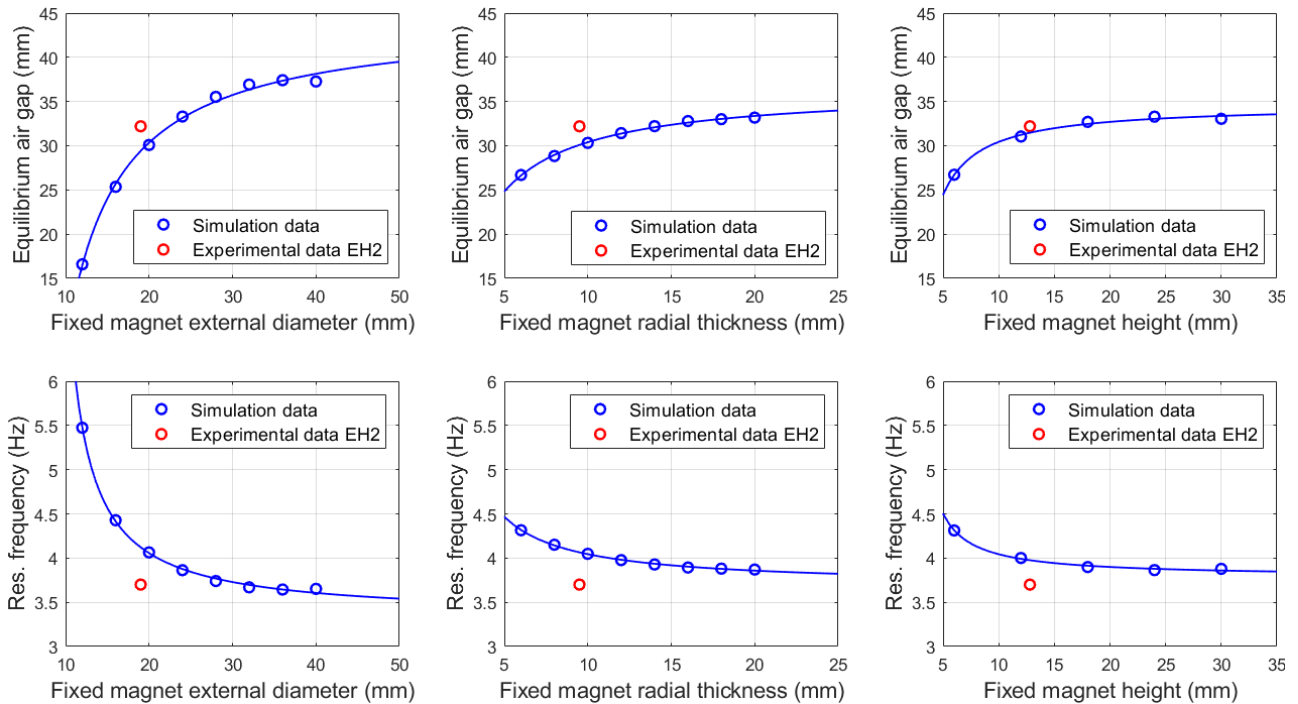 Equilibrium air gap (mm)
45
40
35
30
25
20
15
Simulation data
Experimental data EH2
10 20 30 40 50
Fixed magnet external diameter (mm)
Equilibrium air gap (mm)
45
40
35
30
25
20
15
Simulation data
Experimental data EH2
5 10 15 20 25
Fixed magnet radial thickness (mm)
Equilibrium air gap (mm)
45
40
35
30
25
20
15
Simulation data
Experimental data EH2
5 10 15 20 25 30 35
Fixed magnet height (mm)
Res. frequency (Hz)
6
5.5
5
4.5
4
3.5
3
Simulation data
Experimental data EH2
10 20 30 40 50
Fixed magnet external diameter (mm)
Res. frequency (Hz)
6
5.5
5
4.5
4
3.5
3
Simulation data
Experimental data EH2
5 10 15 20 25
Fixed magnet radial thickness (mm)
Res. frequency (Hz)
6
5.5
5
4.5
4
3.5
3
Simulation data
Experimental data EH2
5 10 15 20 25 30 35
Fixed magnet height (mm)